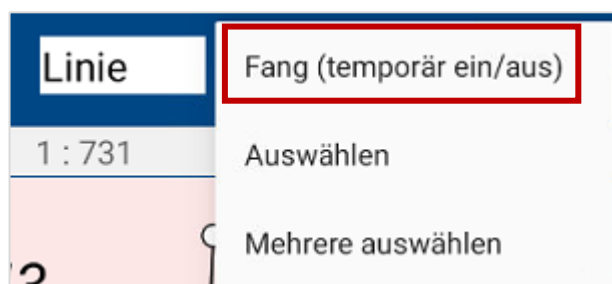 Linie
Fang (temporär ein/aus)
1 : 731
Auswählen
Mehrere auswählen